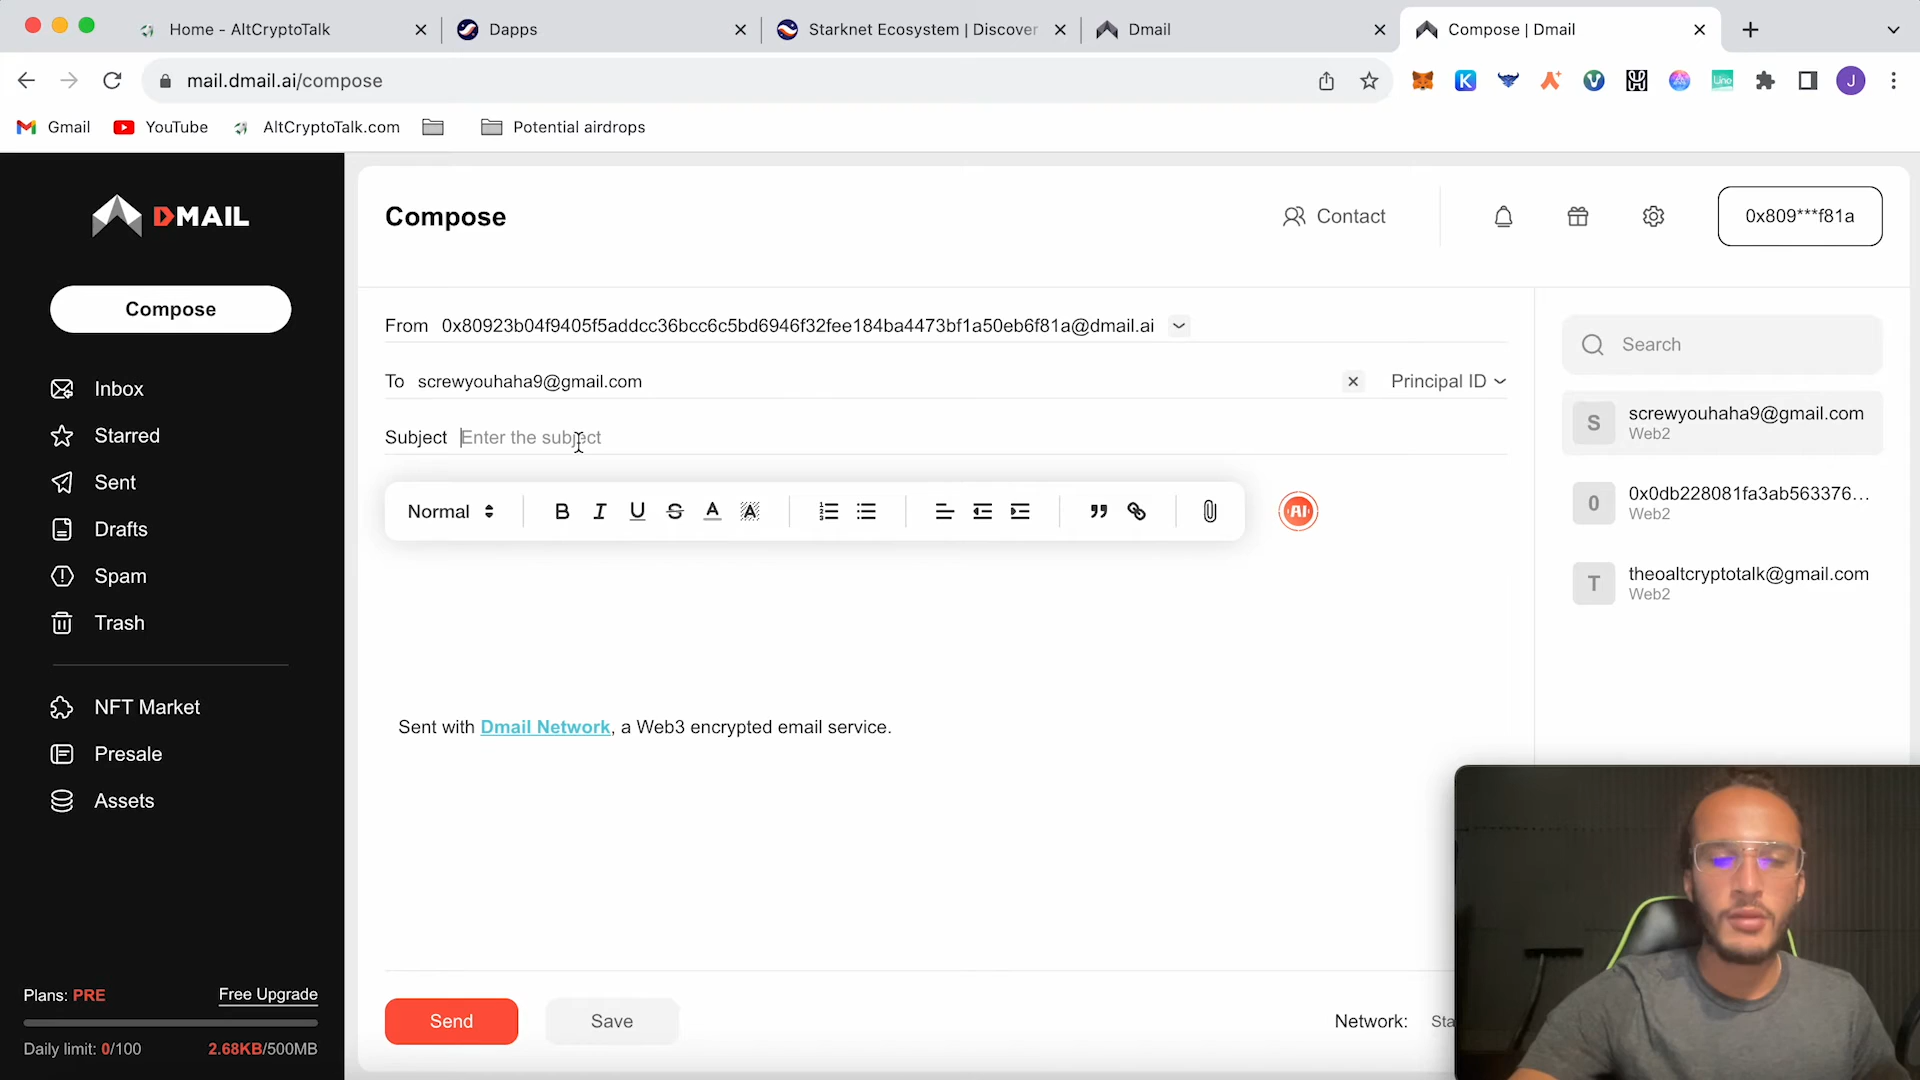 Home - AltCryptoTalk
Dapps
Starknet Ecosystem | Discover
Dmail
Compose | Dmail
mail.dmail.ai/compose
Uno
J
Gmail
YouTube
AltCryptoTalk.com
Potential airdrops
DMAIL
Compose
Inbox
Starred
Sent
Drafts
Spam
Trash
NFT Market
Presale
Assets
Plans: PRE
Free Upgrade
Daily limit: 0/100
2.68KB/500MB
Compose
Contact
0x809***f81a
From 0x80923b04f9405f5addcc36bcc6c5bd6946f32fee184ba4473bf1a50eb6f81a@dmail.ai
To screwyouhaha9@gmail.com
Principal ID
Subject Enter the subject
Normal
B I U S A A
AI
Sent with Dmail Network, a Web3 encrypted email service.
Send
Save
Network:
Search
S
screwyouhaha9@gmail.com
Web2
0
0x0db228081fa3ab563376...
Web2
T
theoaltcryptotalk@gmail.com
Web2